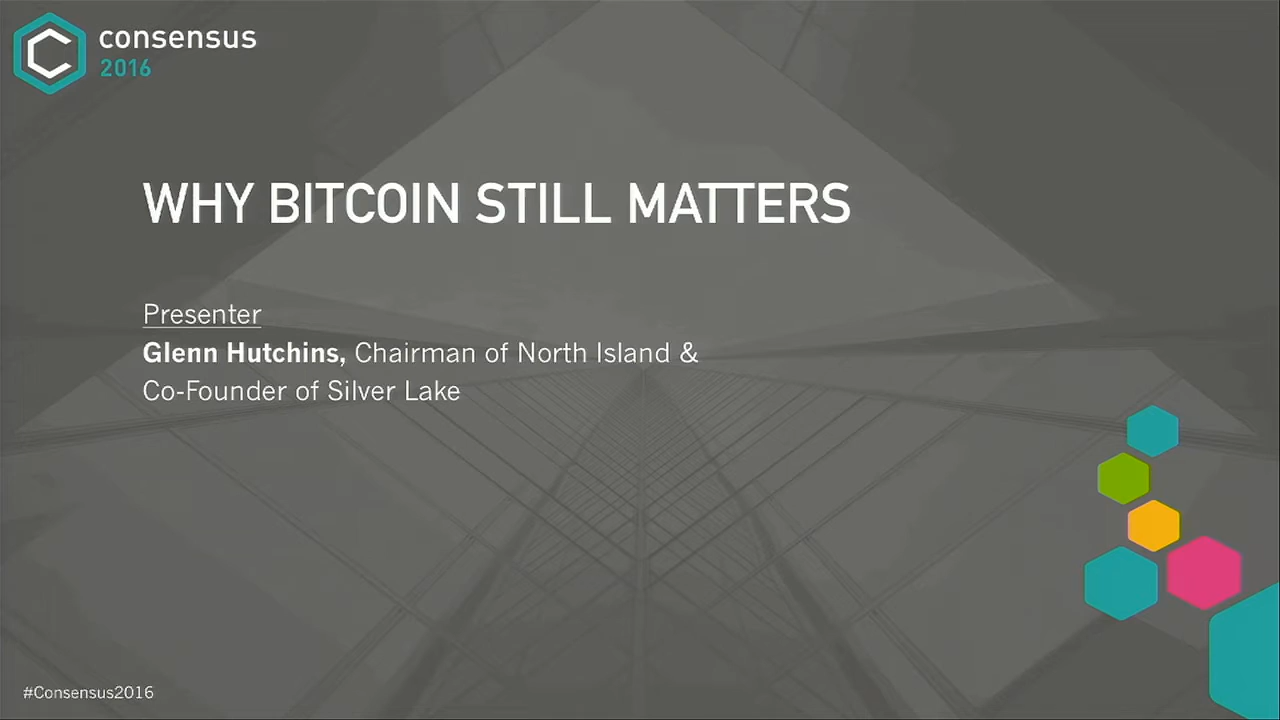 consensus
2016
WHY BITCOIN STILL MATTERS
Presenter
Glenn Hutchins, Chairman of North Island &
Co-Founder of Silver Lake
#Consensus2016